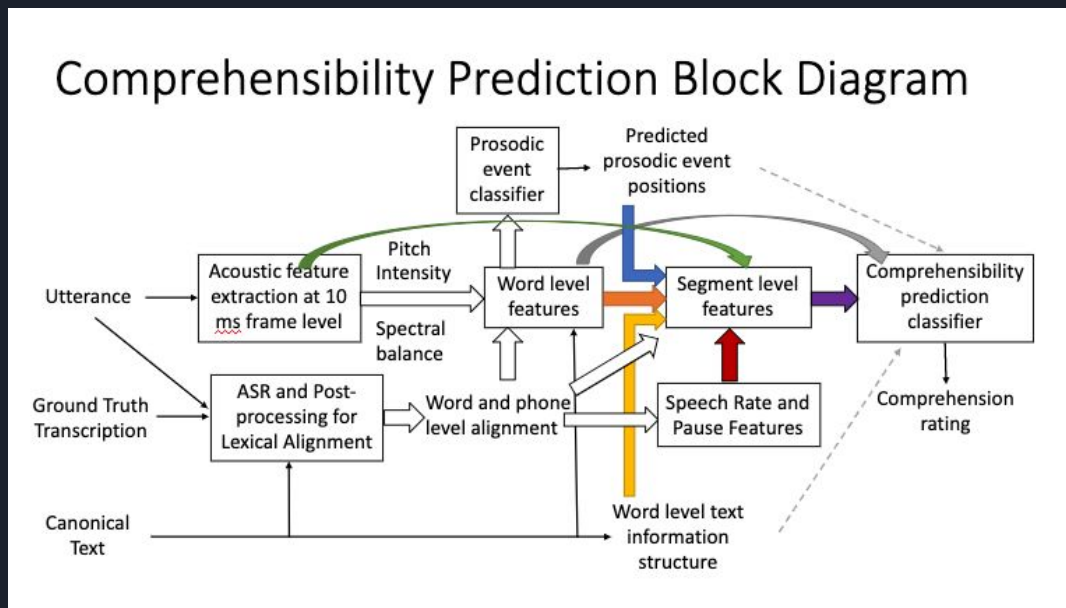 Comprehensibility Prediction Block Diagram
Prosodic
event
classifier
Predicted
prosodic event
positions
Utterance
Acoustic feature
extraction at 10
ms frame level
Pitch
Intensity
Spectral
balance
Word level
features
Segment level
features
Comprehensibility
prediction
classifier
Ground Truth
Transcription
ASR and Post-
processing for
Lexical Alignment
Word and phone
level alignment
Speech Rate and
Pause Features
Comprehension
rating
Canonical
Text
Word level text
information
structure